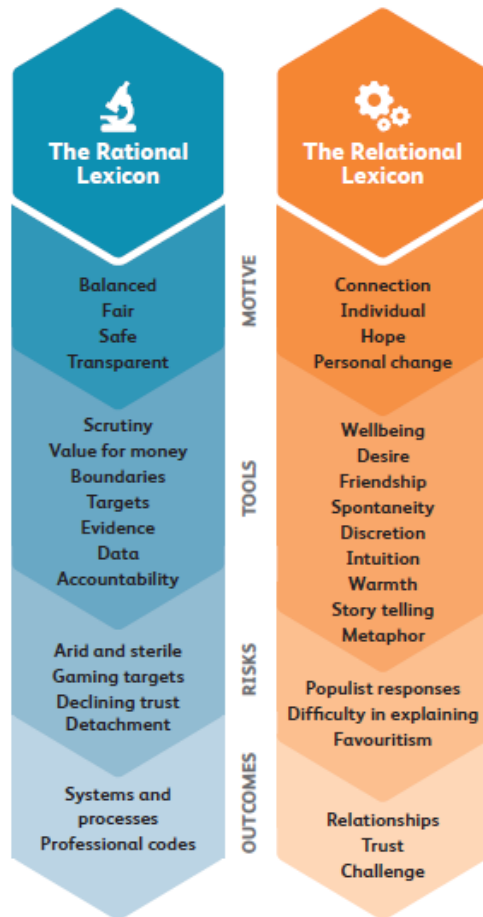 The Rational
Lexicon
Balanced
Fair
Safe
Transparent
Scrutiny
Value for money
Boundaries
Targets
Evidence
Data
Accountability
Arid and sterile
Gaming targets
Declining trust
Detachment
Systems and
processes
Professional codes
MOTIVE
TOOLS
RISKS
OUTCOMES
The Relational
Lexicon
Connection
Individual
Hope
Personal change
Wellbeing
Desire
Friendship
Spontaneity
Discretion
Intuition
Warmth
Story telling
Metaphor
Populist responses
Difficulty in explaining
Favouritism
Relationships
Trust
Challenge